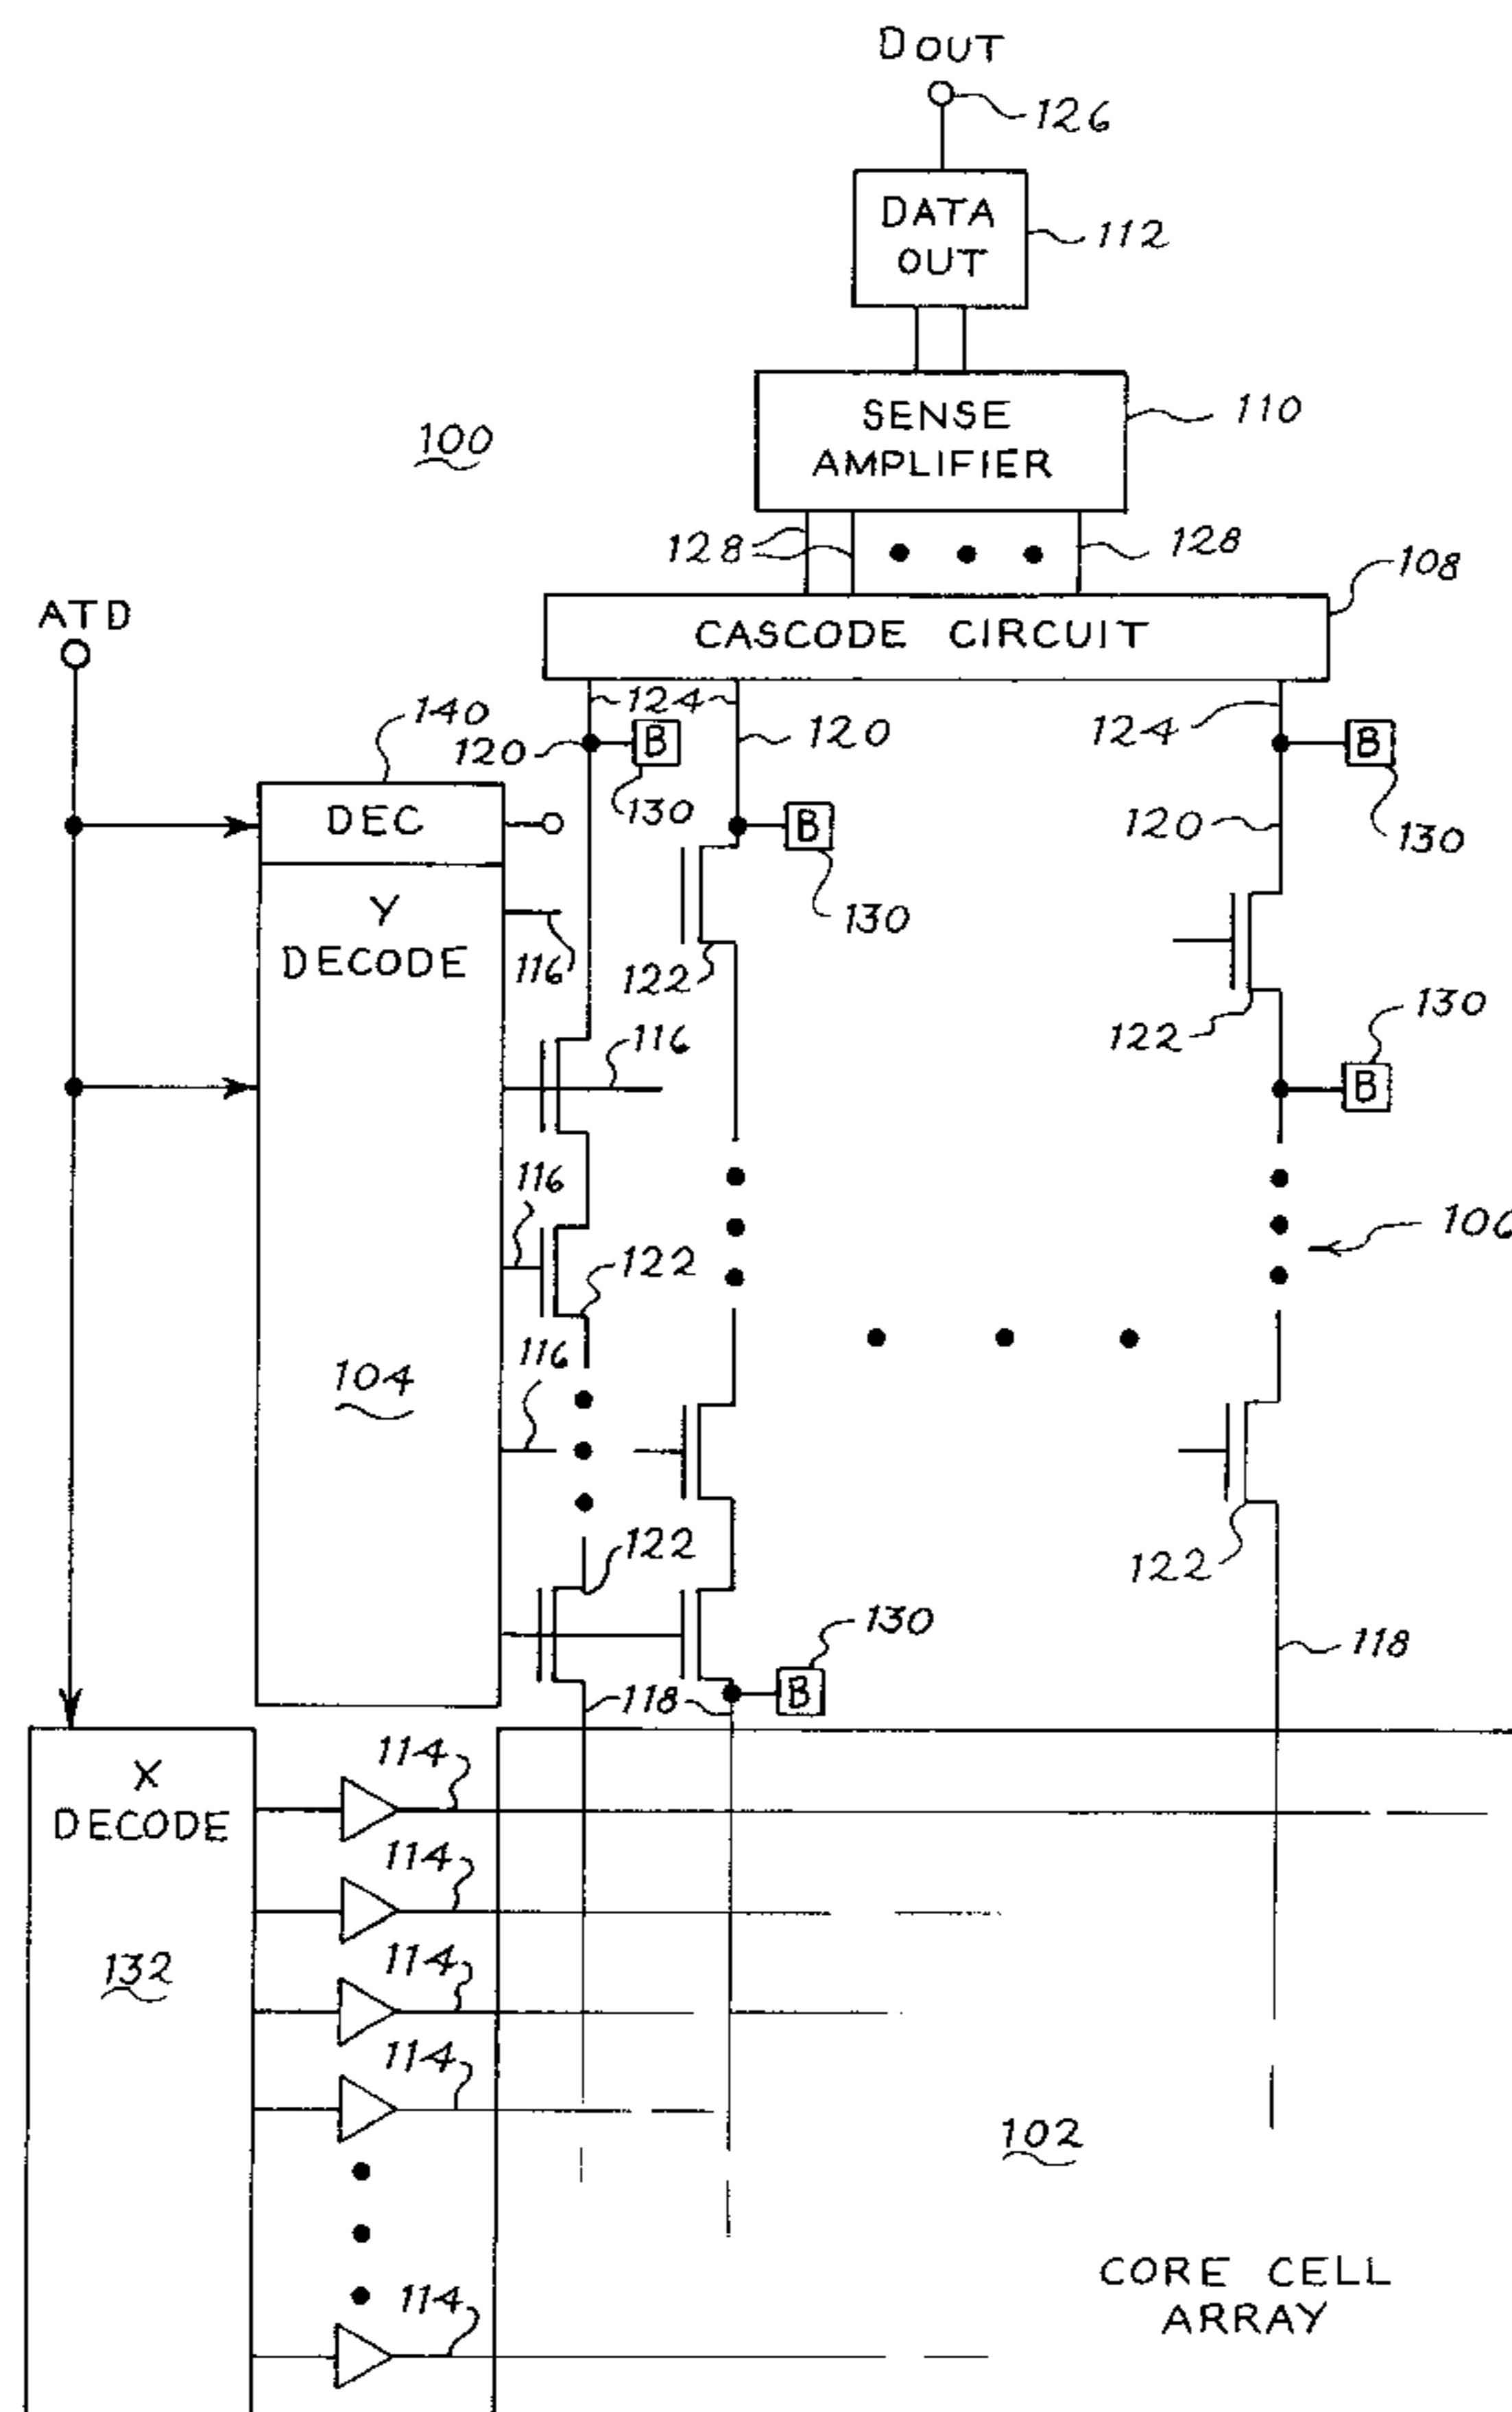 DOUT
126
DATA
OUT
112
SENSE
AMPLIFIER
110
100
128
128
108
ATD
CASCODE CIRCUIT
124
124
140
120
B
120
B
130
DEC
B
120
130
130
Y
DECODE
116
122
130
116
122
B
116
122
106
116
104
122
122
130
118
118
B
X
DECODE
114
114
132
114
114
102
114
CORE CELL
ARRAY